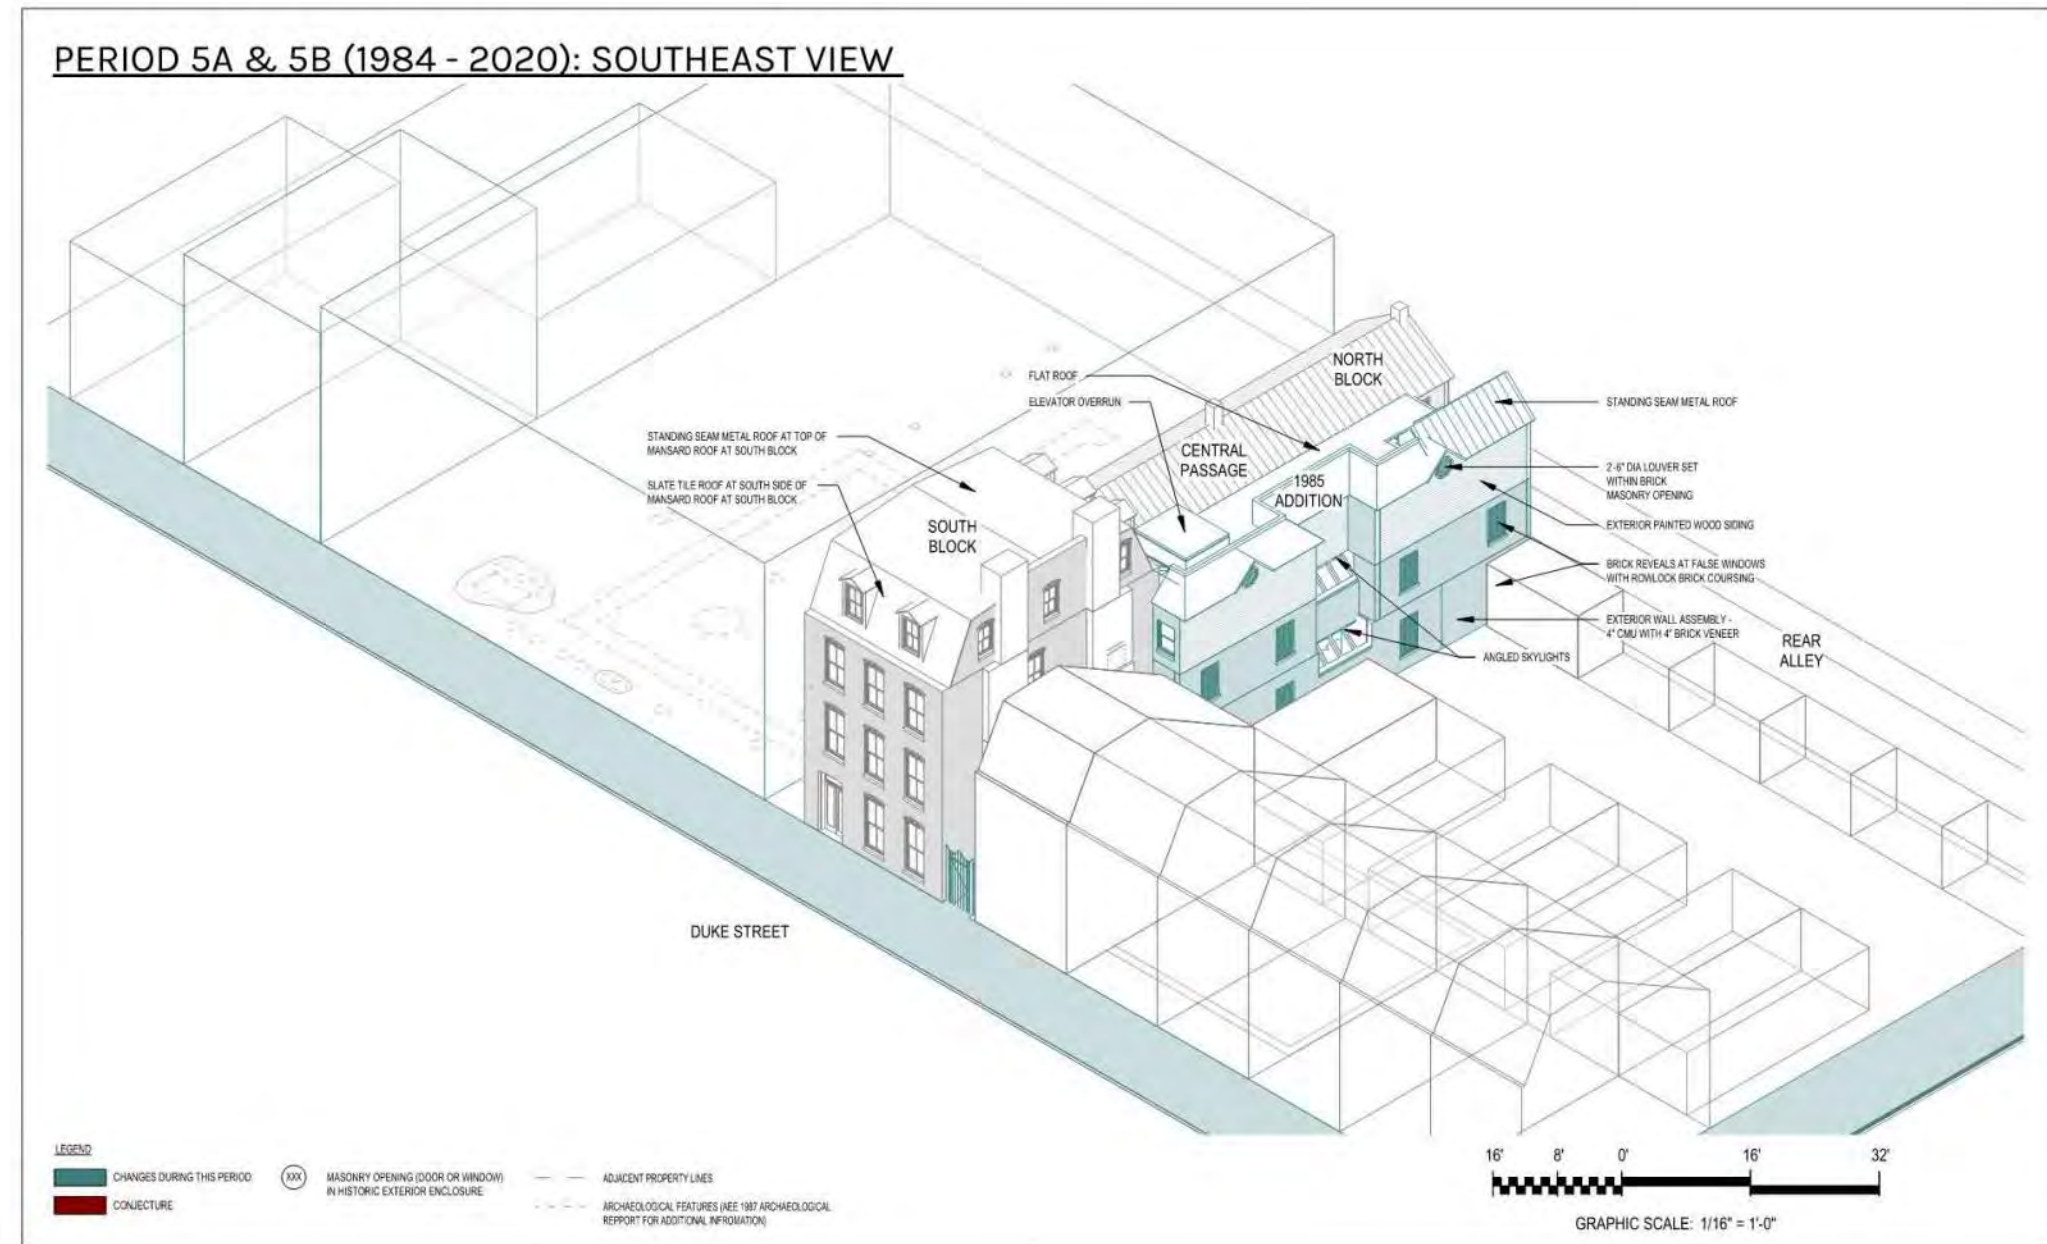 PERIOD 5A & 5B (1984 - 2020): SOUTHEAST VIEW
NORTH
BLOCK
FLAT ROOF
ELEVATOR OVERRUN
STANDING SEAM METAL ROOF
STANDING SEAM METAL ROOF AT TOP OF
MANSARD ROOF AT SOUTH BLOCK
CENTRAL
PASSAGE
2'-6" DIA LOUVER SET
WITHIN BRICK
MASONRY OPENING
SLATE TILE ROOF AT SOUTH SIDE OF
MANSARD ROOF AT SOUTH BLOCK
1985
ADDITION
SOUTH
BLOCK
EXTERIOR PAINTED WOOD SIDING
BRICK REVEALS AT FALSE WINDOWS
WITH ROWLOCK BRICK COURSING
EXTERIOR WALL ASSEMBLY -
4" CMU WITH 4" BRICK VENEER
REAR
ALLEY
ANGLED SKYLIGHTS
DUKE STREET
LEGEND
CHANGES DURING THIS PERIOD
CONJECTURE
XXX
MASONRY OPENING (DOOR OR WINDOW)
IN HISTORIC EXTERIOR ENCLOSURE
ADJACENT PROPERTY LINES
ARCHAEOLOGICAL FEATURES (AEE 1987 ARCHAEOLOGICAL
REPPORT FOR ADDITIONAL INFROMATION)
16' 8' 0' 16' 32'
GRAPHIC SCALE: 1/16" = 1'-0"